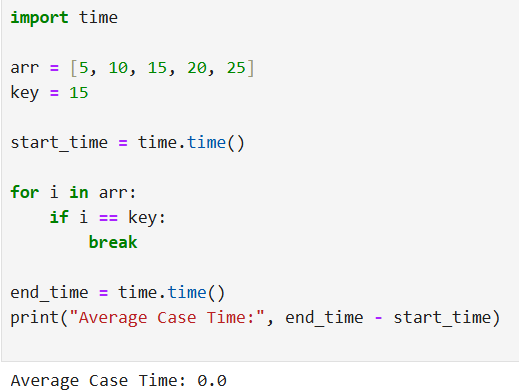 import time
arr = [5, 10, 15, 20, 25]
key = 15
start_time = time.time()
for i in arr:
    if i == key:
        break
end_time = time.time()
print("Average Case Time:", end_time - start_time)
Average Case Time: 0.0